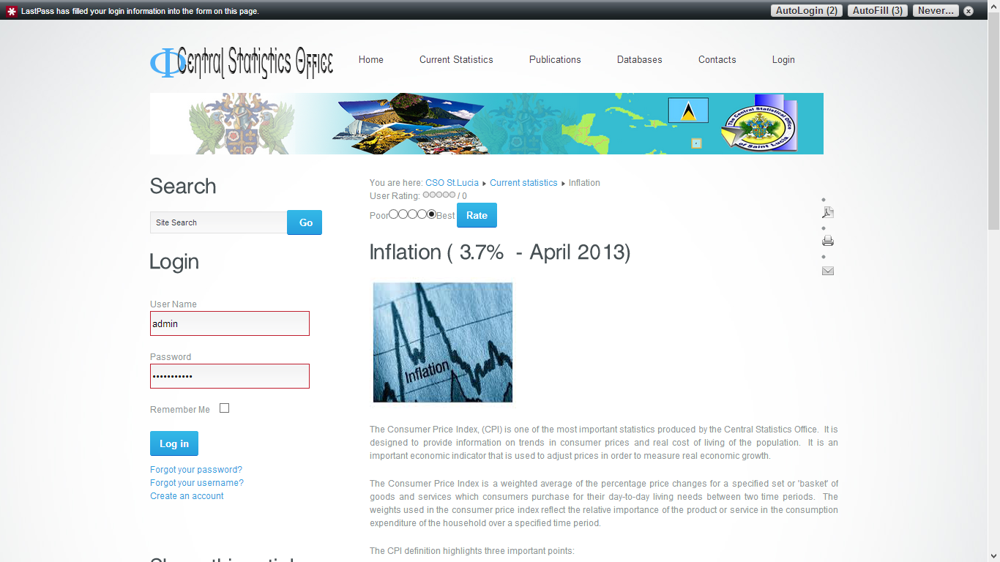 LastPass has filled your login information into the form on this page.
AutoLogin (2) AutoFill (3) Never...
Central Statistics Office
Home Current Statistics Publications Databases Contacts Login
The Central Statistical Office
of Saint Lucia
Search
Site Search Go
Login
User Name
admin
Password
Remember Me
Log in
Forgot your password?
Forgot your username?
Create an account
You are here: CSO St.Lucia Current statistics Inflation
User Rating: / 0
Poor Best Rate
Inflation ( 3.7% - April 2013)
Inflation
The Consumer Price Index, (CPI) is one of the most important statistics produced by the Central Statistics Office. It is
designed to provide information on trends in consumer prices and real cost of living of the population. It is an
important economic indicator that is used to adjust prices in order to measure real economic growth.
The Consumer Price Index is a weighted average of the percentage price changes for a specified set or 'basket' of
goods and services which consumers purchase for their day-to-day living needs between two time periods. The
weights used in the consumer price index reflect the relative importance of the product or service in the consumption
expenditure of the household over a specified time period.
The CPI definition highlights three important points: